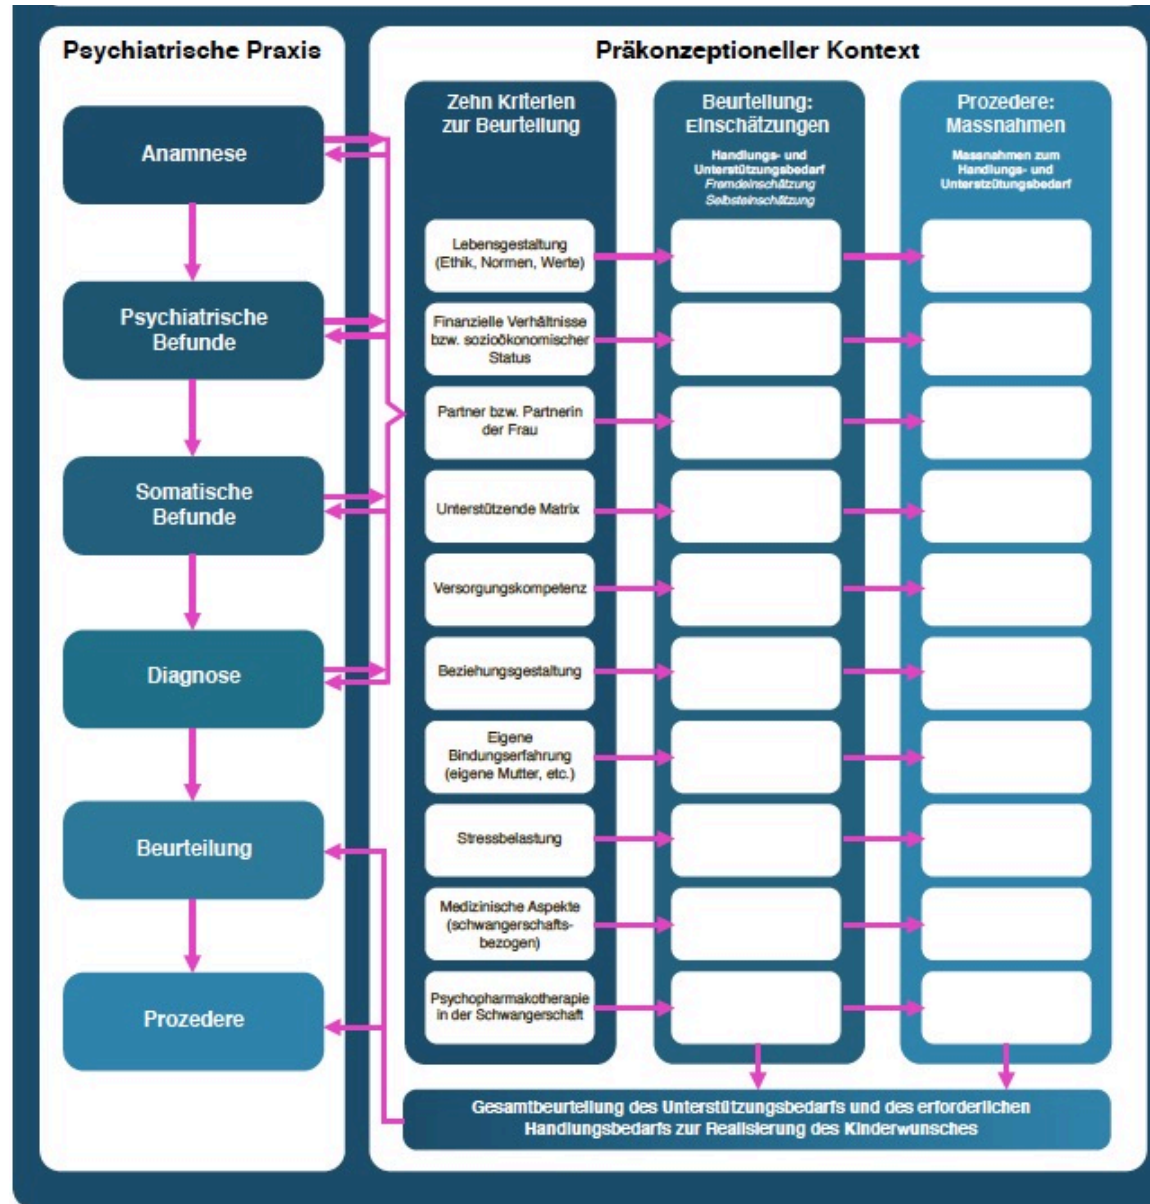 Psychiatrische Praxis
Anamnese
Psychiatrische
Befunde
Somatische
Befunde
Diagnose
Beurteilung
Prozedere
Präkonzeptioneller Kontext
Zehn Kriterien
zur Beurteilung
Lebensgestaltung
(Ethik, Normen, Werte)
Finanzielle Verhältnisse
bzw. sozioökonomischer
Status
Partner bzw. Partnerin
der Frau
Unterstützende Matrix
Versorgungskompetenz
Beziehungsgestaltung
Eigene
Bindungserfahrung
(eigene Mutter, etc.)
Stressbelastung
Medizinische Aspekte
(schwangerschafts-
bezogen)
Psychopharmakotherapie
in der Schwangerschaft
Beurteilung:
Einschätzungen
Handlungs- und
Unterstützungsbedarf
Fremdeinschätzung
Selbsteinschätzung
Prozedere:
Massnahmen
Massnahmen zum
Handlungs- und
Unterstzütungsbedarf
Gesamtbeurteilung des Unterstützungsbedarfs und des erforderlichen
Handlungsbedarfs zur Realisierung des Kinderwunsches